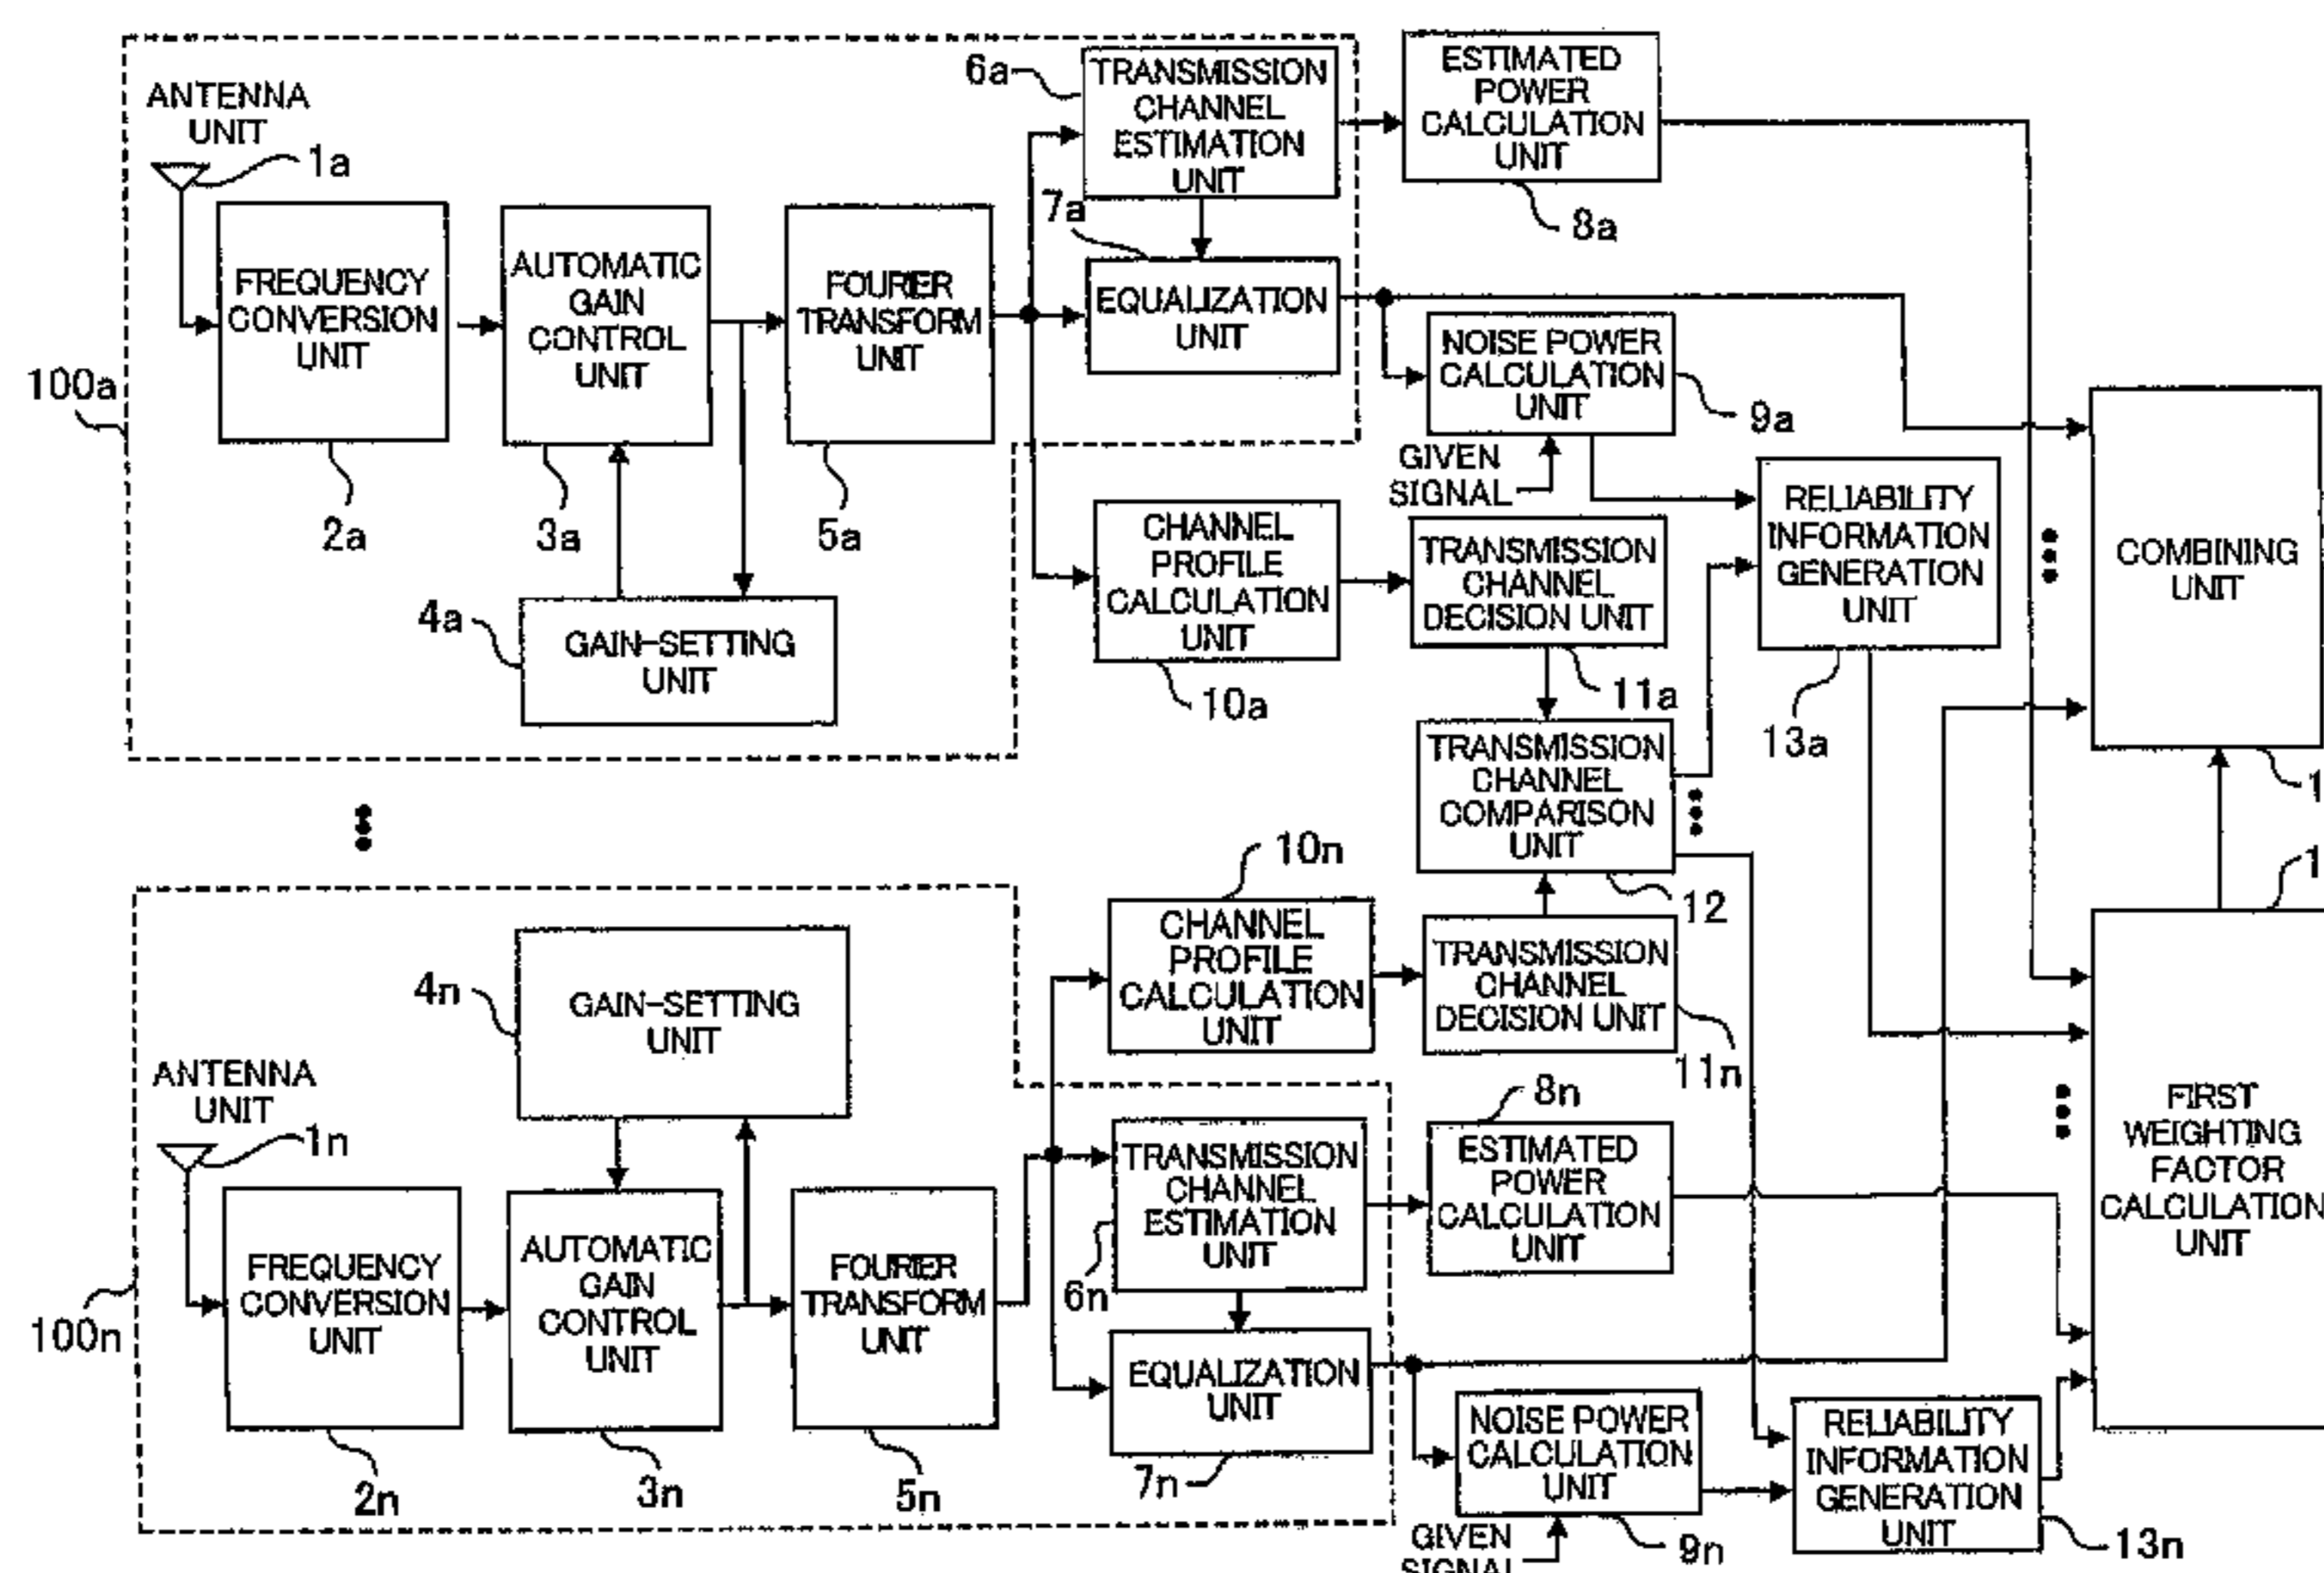 ANTENNA
UNIT
1a
100a
FREQUENCY
CONVERSION
UNIT
2a
AUTOMATIC
GAIN
CONTROL
UNIT
3a
4a
GAIN-SETTING
UNIT
FOURIER
TRANSFORM
UNIT
5a
6a
TRANSMISSION
CHANNEL
ESTIMATION
UNIT
7a
EQUALIZATION
UNIT
ESTIMATED
POWER
CALCULATION
UNIT
8a
NOISE POWER
CALCULATION
UNIT
9a
GIVEN
SIGNAL
CHANNEL
PROFILE
CALCULATION
UNIT
10a
TRANSMISSION
CHANNEL
DECISION UNIT
11a
RELIABILITY
INFORMATION
GENERATION
UNIT
13a
TRANSMISSION
CHANNEL
COMPARISON
UNIT
12
COMBINING
UNIT
1
1
FIRST
WEIGHTING
FACTOR
CALCULATION
UNIT
ANTENNA
UNIT
1n
100n
FREQUENCY
CONVERSION
UNIT
2n
4n
GAIN-SETTING
UNIT
AUTOMATIC
GAIN
CONTROL
UNIT
3n
FOURIER
TRANSFORM
UNIT
5n
10n
CHANNEL
PROFILE
CALCULATION
UNIT
TRANSMISSION
CHANNEL
DECISION UNIT
11n
TRANSMISSION
CHANNEL
ESTIMATION
UNIT
6n
8n
ESTIMATED
POWER
CALCULATION
UNIT
EQUALIZATION
UNIT
7n
NOISE POWER
CALCULATION
UNIT
9n
GIVEN
SIGNAL
RELIABILITY
INFORMATION
GENERATION
UNIT
13n